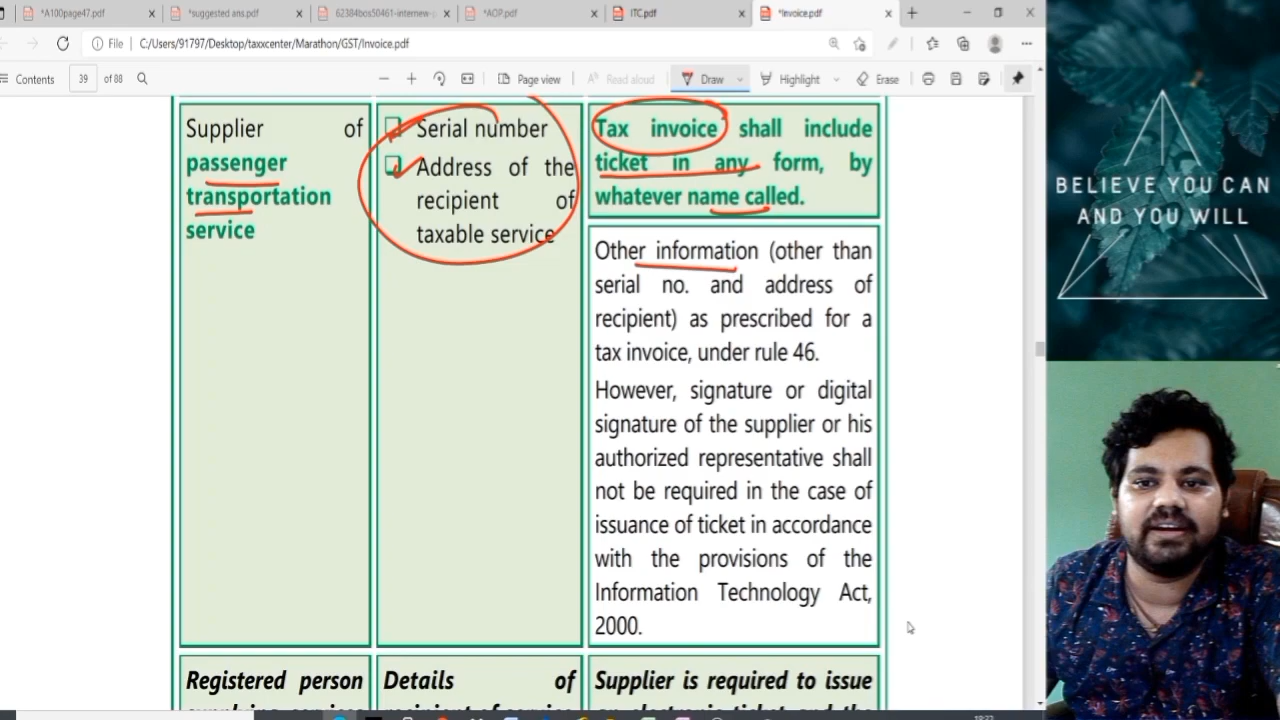 *A100page47.pdf
*suggested ans.pdf
62384bos50461-internew-
*AOP.pdf
ITC.pdf
*Invoice.pdf
File
C:/Users/91797/Desktop/taxxcenter/Marathon/GST/Invoice.pdf
Contents
39 of 88
Page view
Read aloud
Draw
Highlight
Erase
Supplier of
passenger
transportation
service
Serial number
Address of the
recipient of
taxable service
Tax invoice shall include
ticket in any form, by
whatever name called.
Other information (other than
serial no. and address of
recipient) as prescribed for a
tax invoice, under rule 46.
However, signature or digital
signature of the supplier or his
authorized representative shall
not be required in the case of
issuance of ticket in accordance
with the provisions of the
Information Technology Act,
2000.
Registered person
Details of
Supplier is required to issue
BELIEVE YOU CAN
AND YOU WILL